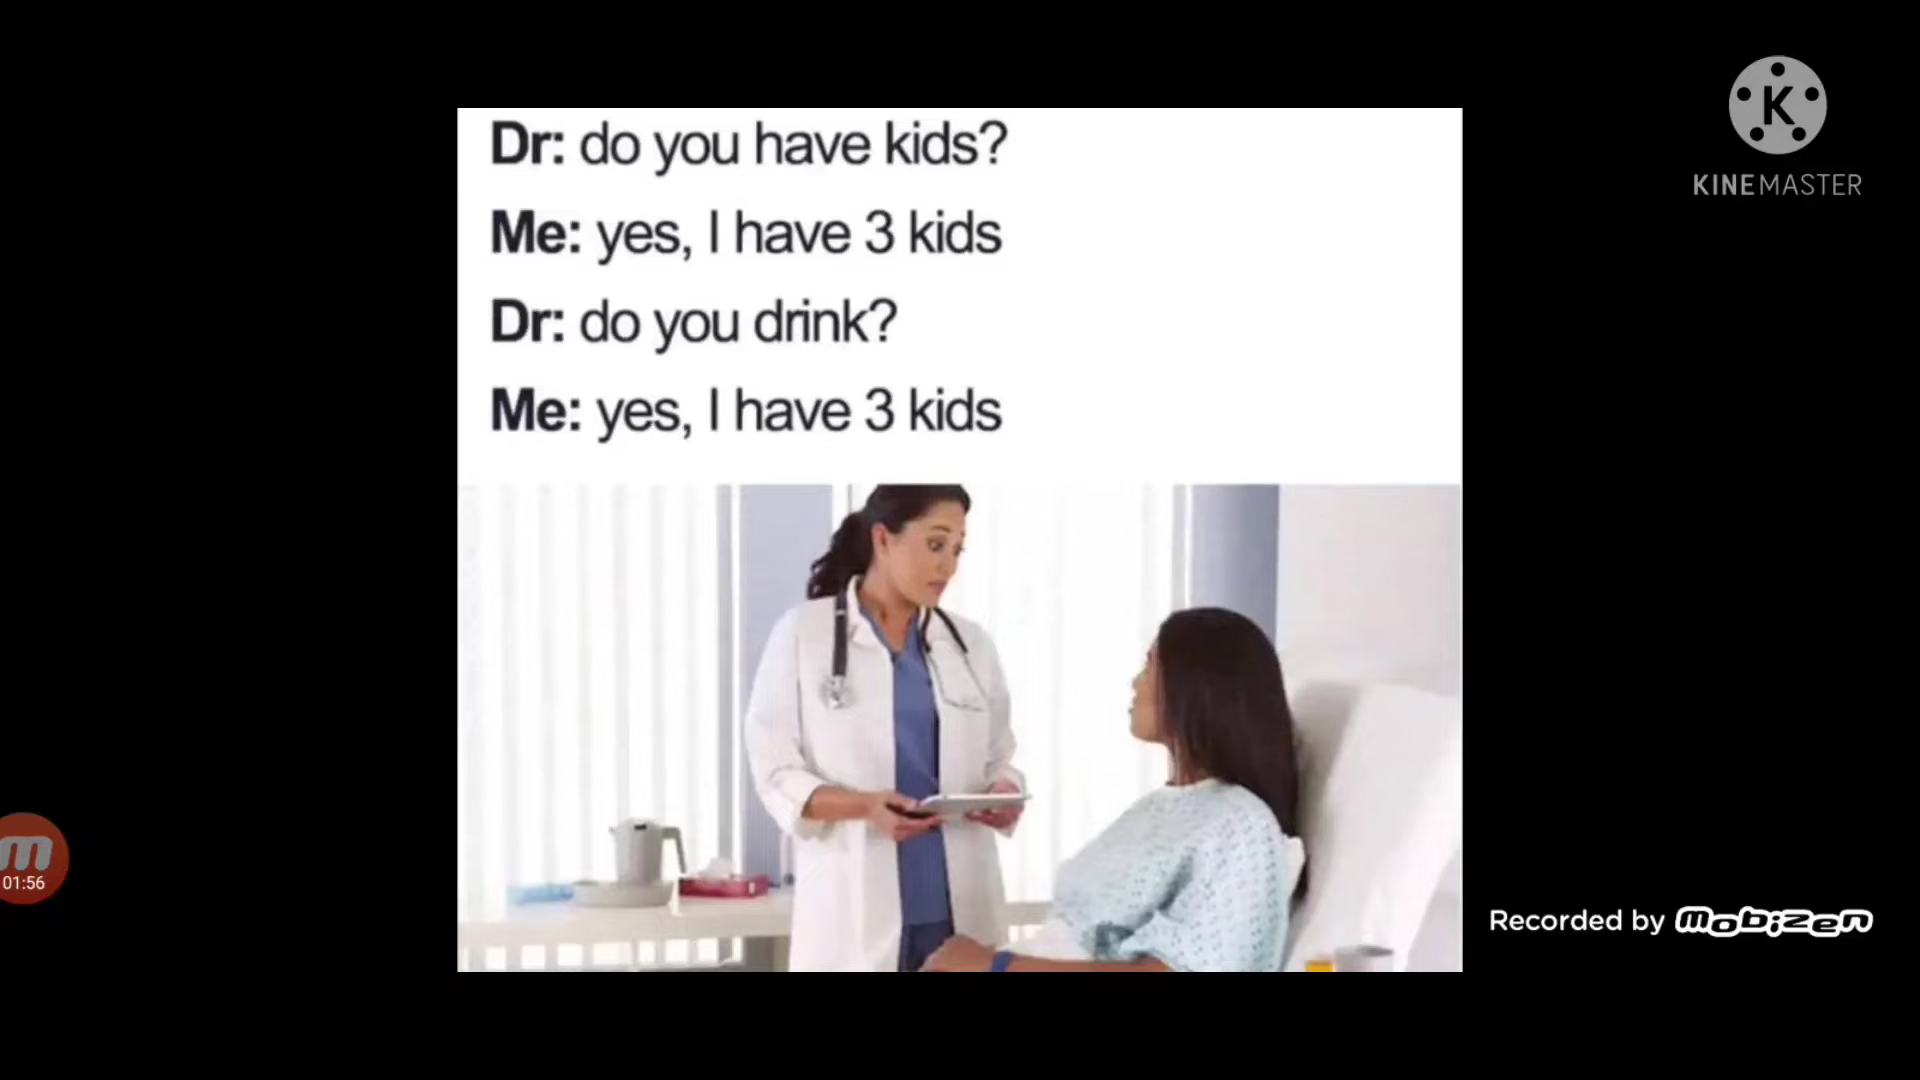 Dr: do you have kids?
Me: yes, I have 3 kids
Dr: do you drink?
Me: yes, I have 3 kids
K
KINEMASTER
m
01:56
Recorded by mobizen